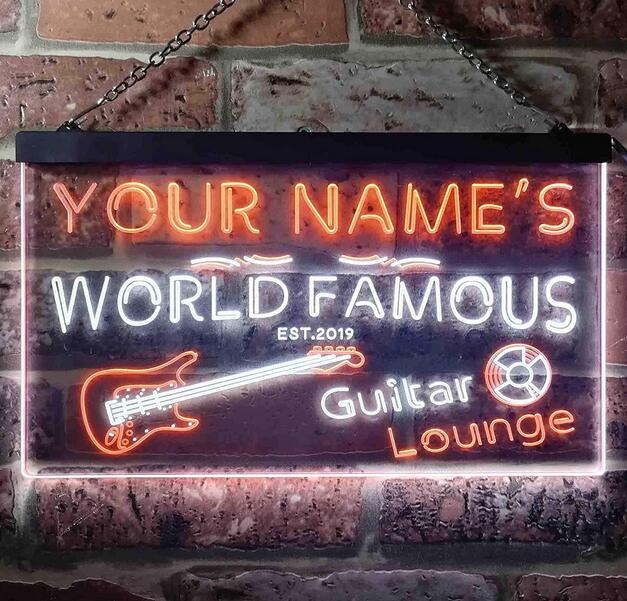 YOUR NAME'S
WORLD FAMOUS
EST.2019
Guitar
Lounge